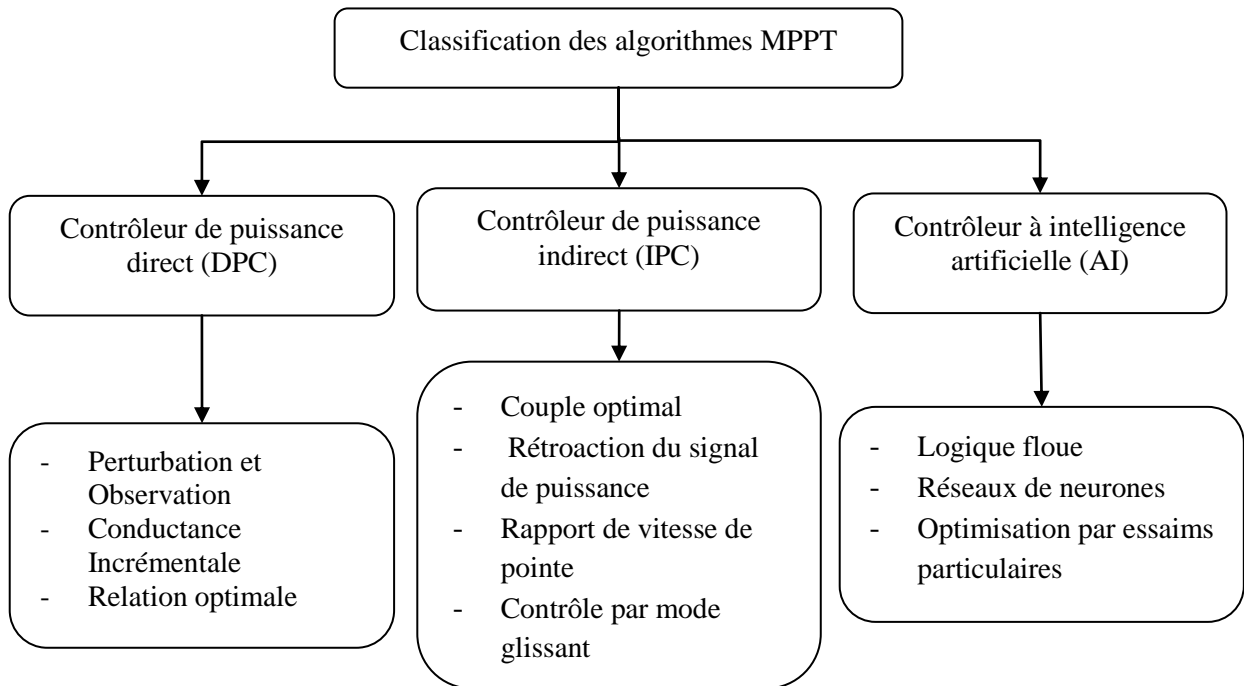 Classification des algorithmes MPPT
Contrôleur de puissance
direct (DPC)
Contrôleur de puissance
indirect (IPC)
Contrôleur à intelligence
artificielle (AI)
- Perturbation et
Observation
- Conductance
Incrémentale
- Relation optimale
- Couple optimal
- Rétroaction du signal
de puissance
- Rapport de vitesse de
pointe
- Contrôle par mode
glissant
- Logique floue
- Réseaux de neurones
- Optimisation par essaims
particulaires